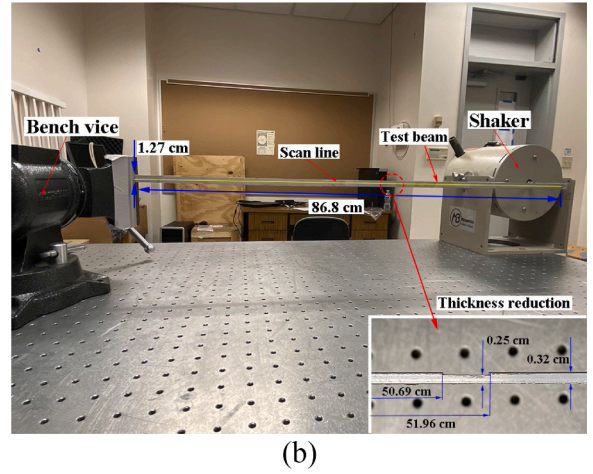 Bench vice
1.27 cm
Scan line
Test beam
Shaker
86.8 cm
Thickness reduction
0.25 cm
0.32 cm
50.69 cm
51.96 cm
(b)